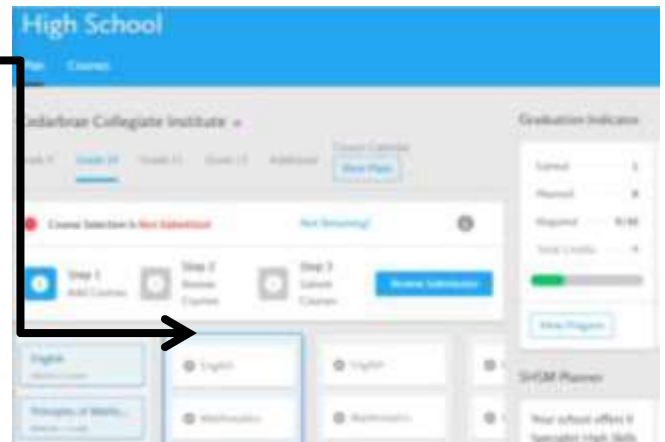 High School
Plan Courses
Cedarbrae Collegiate Institute
Graduation Indicator
Grade 9 Grade 10 Grade 11 Grade 12 Additional
Course Calendar
View Plans
Course Selection is Not Submitted Not Returning?
Planned
Required
Total Credits
Step 1
Add Courses
Step 2
Review
Courses
Step 3
Submit
Courses
Review Submission
View Progress
English
English
English
SHSM Planner
Principles of Mathe...
Mathematics
Mathematics
Your school offers
Specialist High Skills